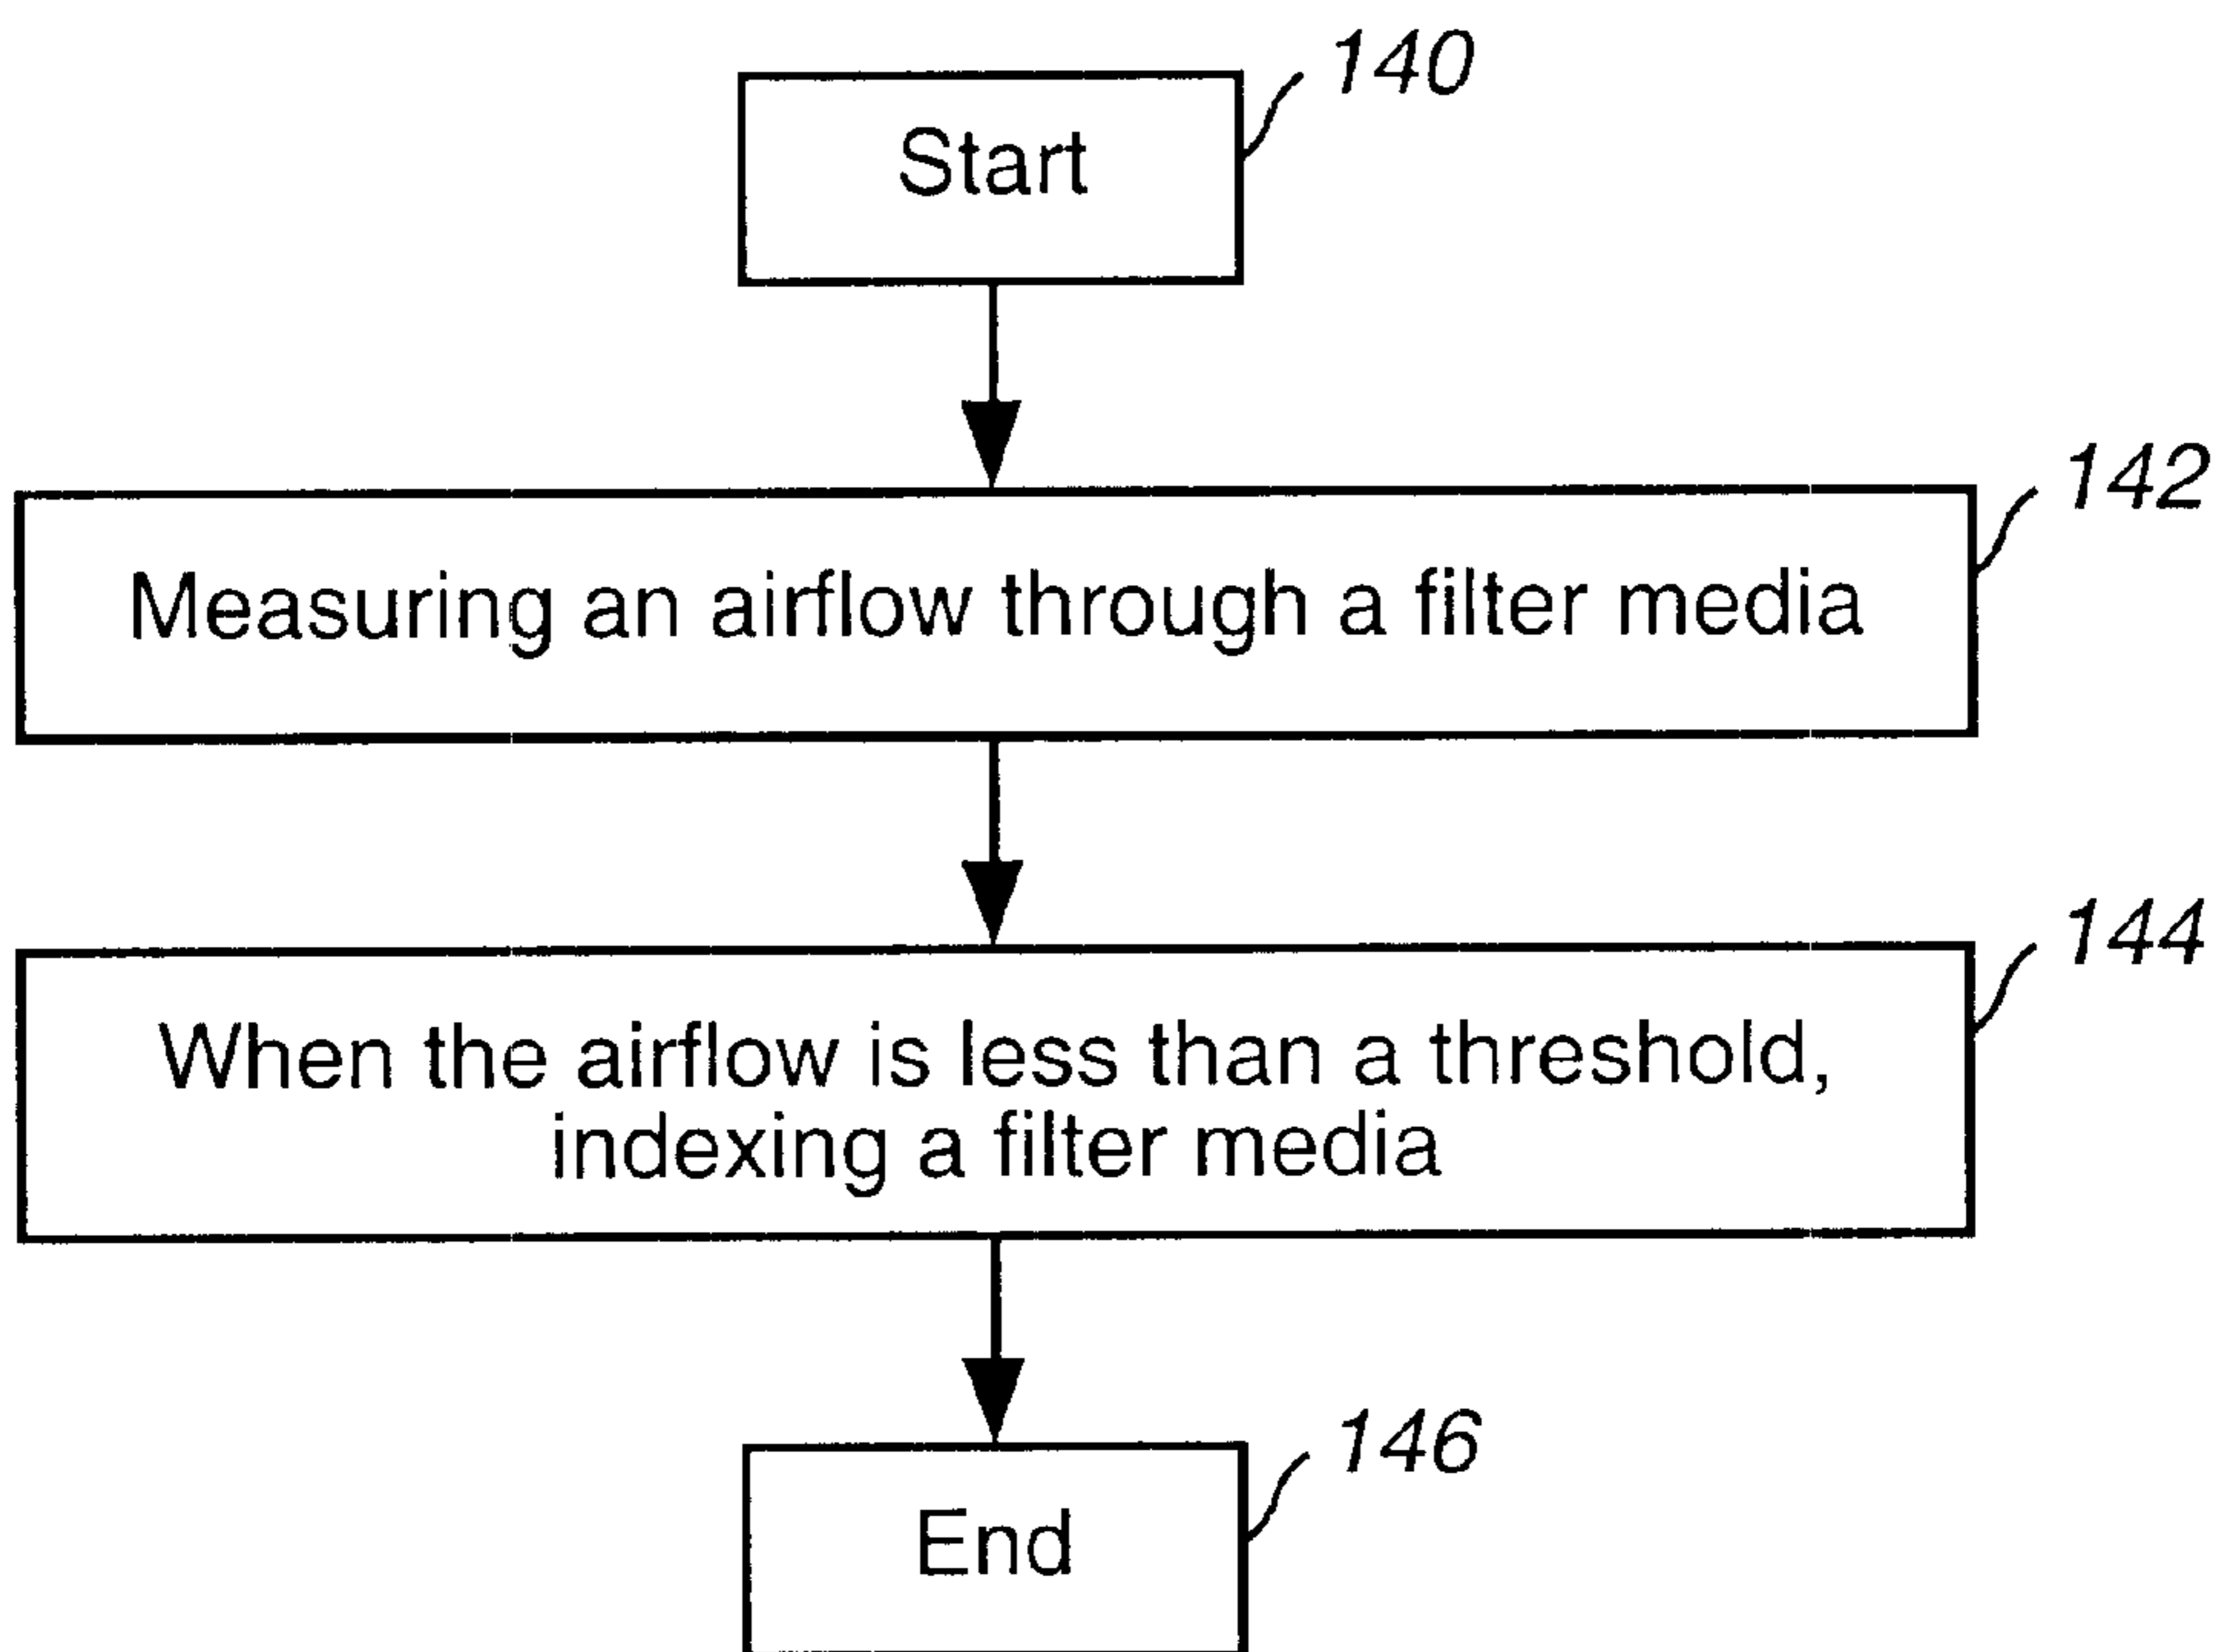 140
Start
142
Measuring an airflow through a filter media
144
When the airflow is less than a threshold,
indexing a filter media
146
End